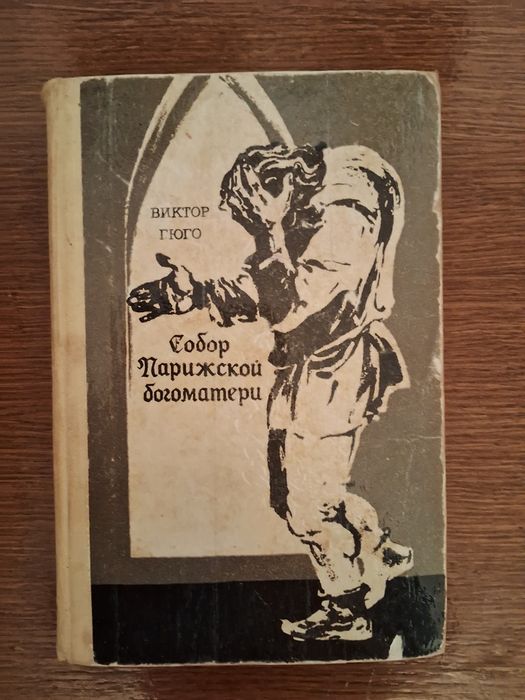 ВИКТОР
ГЮГО
Собор
Парижской
богоматери